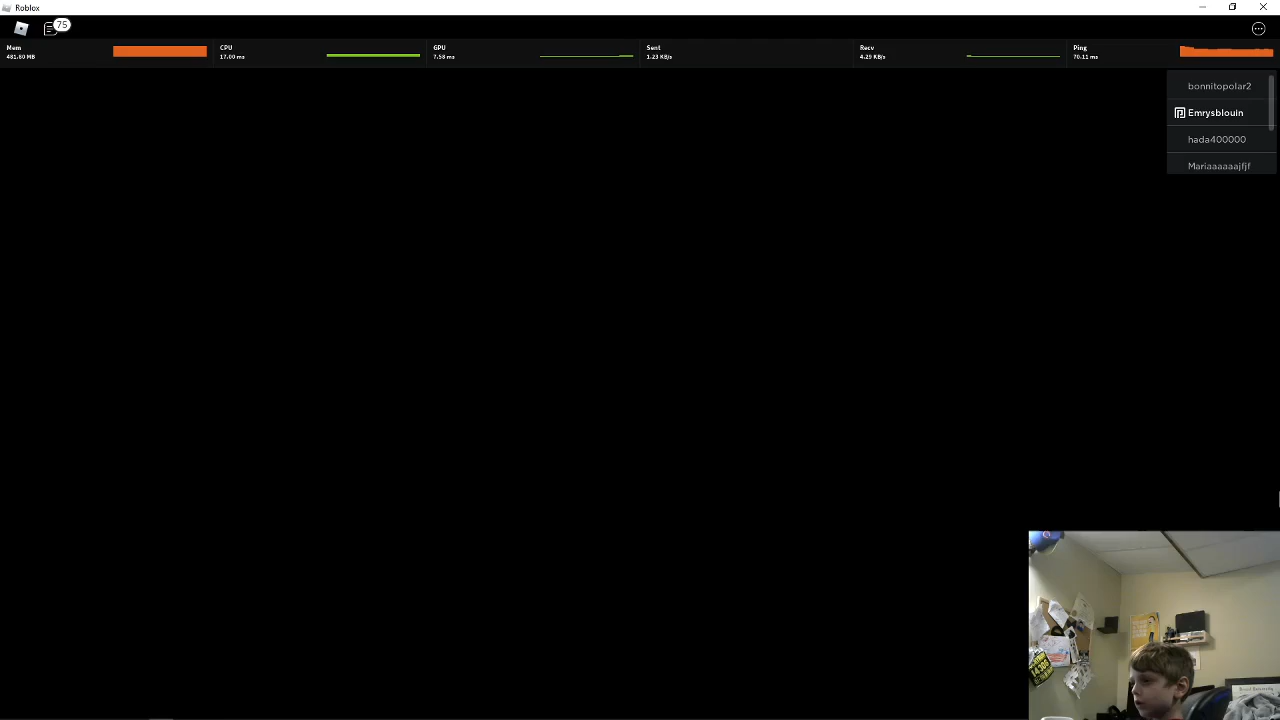 Roblox
75
Mem
481.60 MB
CPU
17.00 ms
GPU
7.58 ms
Sent
1.23 KB/s
Recv
4.29 KB/s
Ping
70.11 ms
bonnitopolar2
Emrysblouin
hada400000
Mariaaaaaajfjf